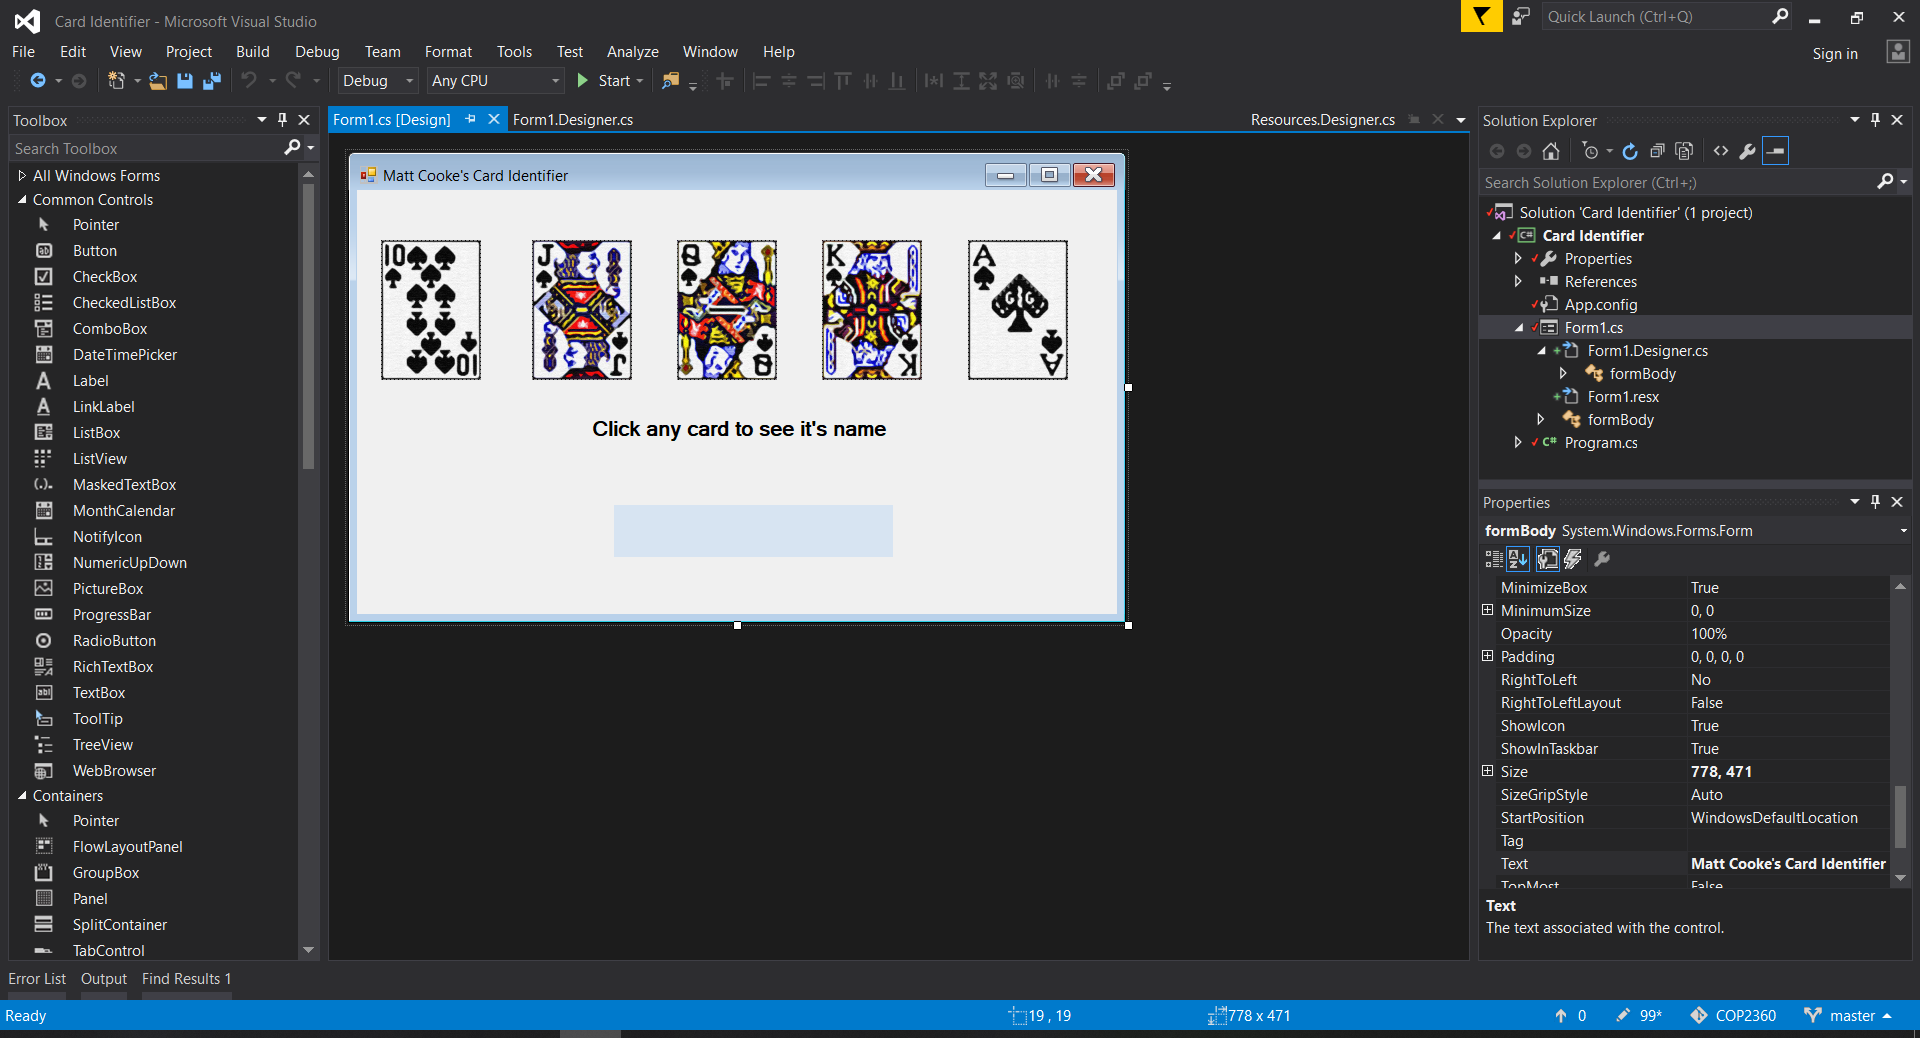 Card Identifier - Microsoft Visual Studio
Quick Launch (Ctrl+Q)
File Edit View Project Build Debug Team Format Tools Test Analyze Window Help
Sign in
Debug Any CPU Start
Toolbox
Search Toolbox
All Windows Forms
Common Controls
Pointer
Button
CheckBox
CheckedListBox
ComboBox
DateTimePicker
Label
LinkLabel
ListBox
ListView
MaskedTextBox
MonthCalendar
NotifyIcon
NumericUpDown
PictureBox
ProgressBar
RadioButton
RichTextBox
TextBox
ToolTip
TreeView
WebBrowser
Containers
Pointer
FlowLayoutPanel
GroupBox
Panel
SplitContainer
TabControl
Form1.cs [Design] Form1.Designer.cs Resources.Designer.cs
Matt Cooke's Card Identifier
10 J Q K A
10 J Q K A
Click any card to see it's name
Solution Explorer
Search Solution Explorer (Ctrl+;)
Solution 'Card Identifier' (1 project)
C# Card Identifier
Properties
References
App.config
Form1.cs
Form1.Designer.cs
formBody
Form1.resx
formBody
C# Program.cs
Properties
formBody System.Windows.Forms.Form
MinimizeBox True
MinimumSize 0, 0
Opacity 100%
Padding 0, 0, 0, 0
RightToLeft No
RightToLeftLayout False
ShowIcon True
ShowInTaskbar True
Size 778, 471
SizeGripStyle Auto
StartPosition WindowsDefaultLocation
Tag
Text Matt Cooke's Card Identifier
TopMost False
Text
The text associated with the control.
Error List Output Find Results 1
Ready 19 , 19 778 x 471 0 99* COP2360 master